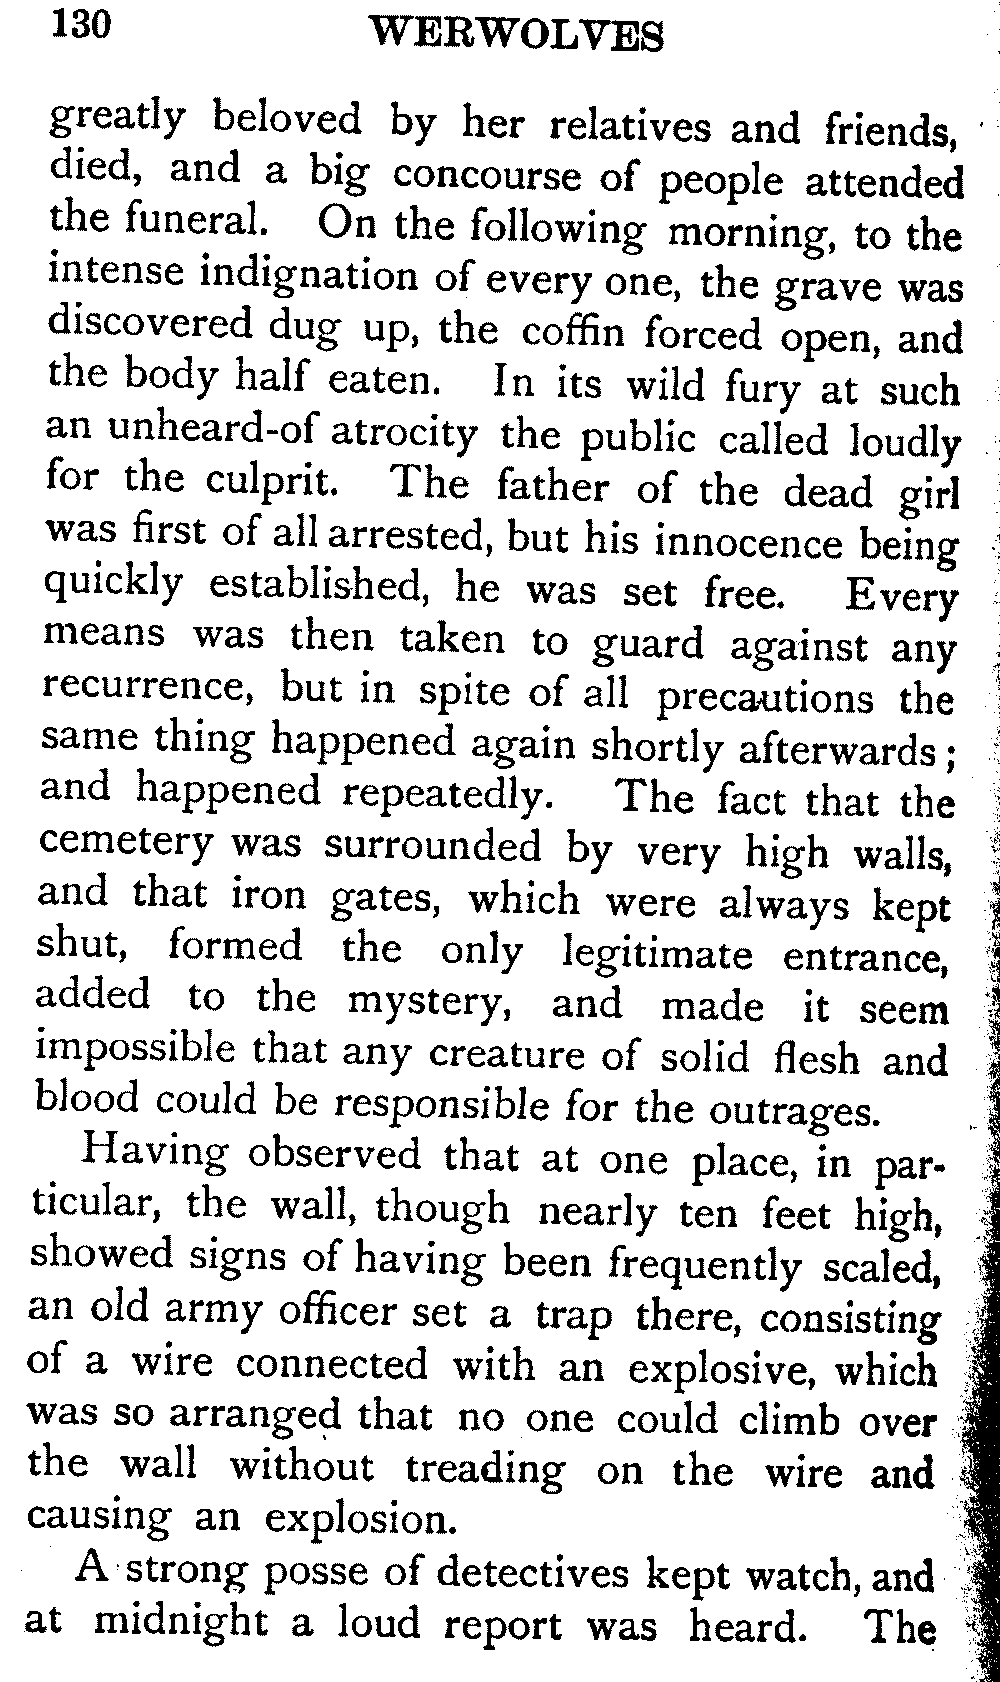 130 WERWOLVES
greatly beloved by her relatives and friends,
died, and a big concourse of people attended
the funeral. On the following morning, to the
intense indignation of every one, the grave was
discovered dug up, the coffin forced open, and
the body half eaten. In its wild fury at such
an unheard-of atrocity the public called loudly
for the culprit. The father of the dead girl
was first of all arrested, but his innocence being
quickly established, he was set free. Every
means was then taken to guard against any
recurrence, but in spite of all precautions the
same thing happened again shortly afterwards;
and happened repeatedly. The fact that the
cemetery was surrounded by very high walls,
and that iron gates, which were always kept
shut, formed the only legitimate entrance,
added to the mystery, and made it seem
impossible that any creature of solid flesh and
blood could be responsible for the outrages.
Having observed that at one place, in par-
ticular, the wall, though nearly ten feet high,
showed signs of having been frequently scaled,
an old army officer set a trap there, consisting
of a wire connected with an explosive, which
was so arranged that no one could climb over
the wall without treading on the wire and
causing an explosion.
A strong posse of detectives kept watch, and
at midnight a loud report was heard. The